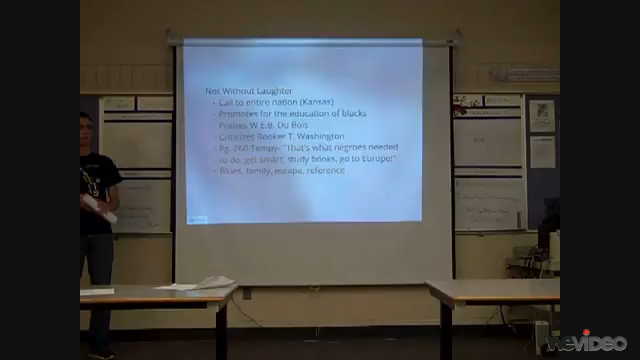 Not Without Laughter
- Call to entire nation (Kansas)
- Promotes for the education of blacks
- Praises W.E.B. Du Bois
- Criticizes Booker T. Washington
- Pg. 260 Tempy- "That's what negroes needed
to do, get smart, study books, go to Europe!"
- Blues, family, escape, reference
WEVIDEO